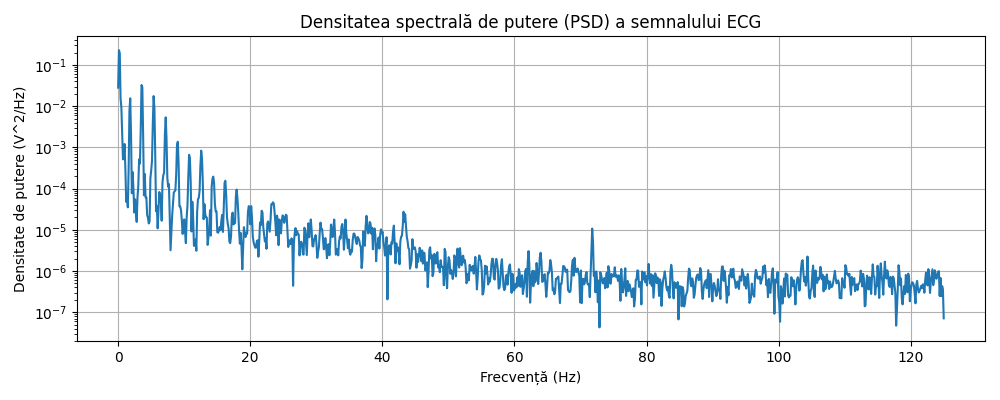 Densitatea spectrală de putere (PSD) a semnalului ECG
Densitate de putere (V^2/Hz)
10⁻¹
10⁻²
10⁻³
10⁻⁴
10⁻⁵
10⁻⁶
10⁻⁷
0 20 40 60 80 100 120
Frecvență (Hz)